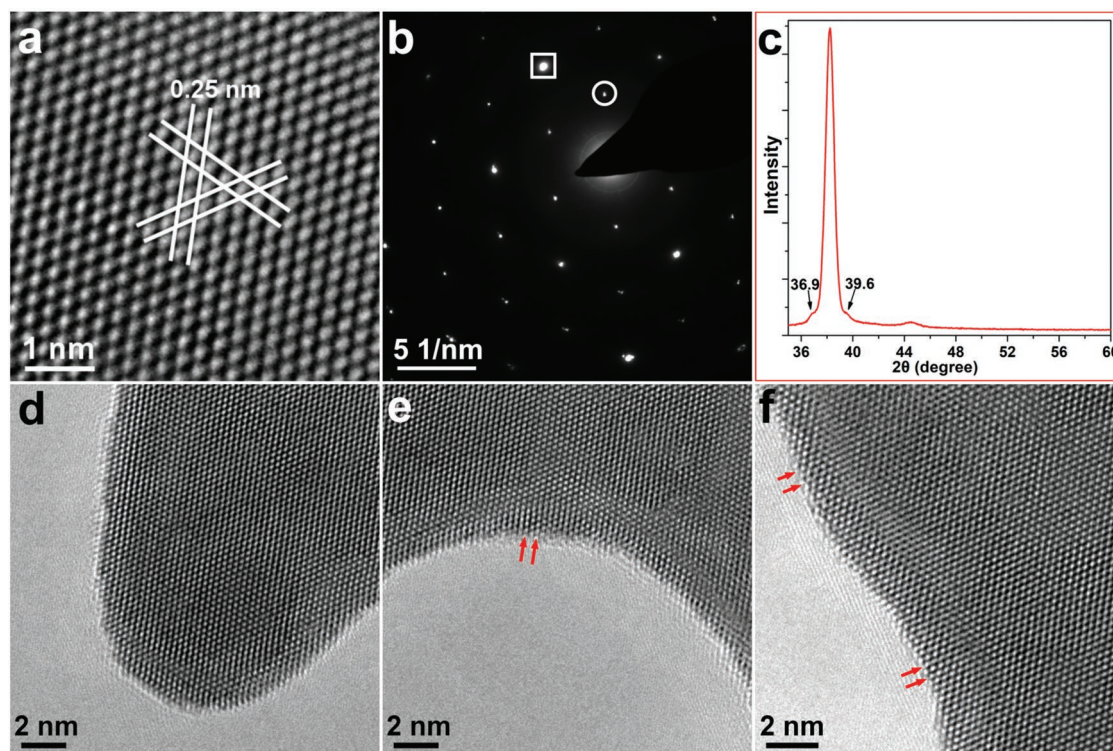 a
0.25 nm
1 nm
b
5 1/nm
c
Intensity
36.9
39.6
36 40 44 48 52 56 60
2θ (degree)
d
2 nm
e
2 nm
f
2 nm